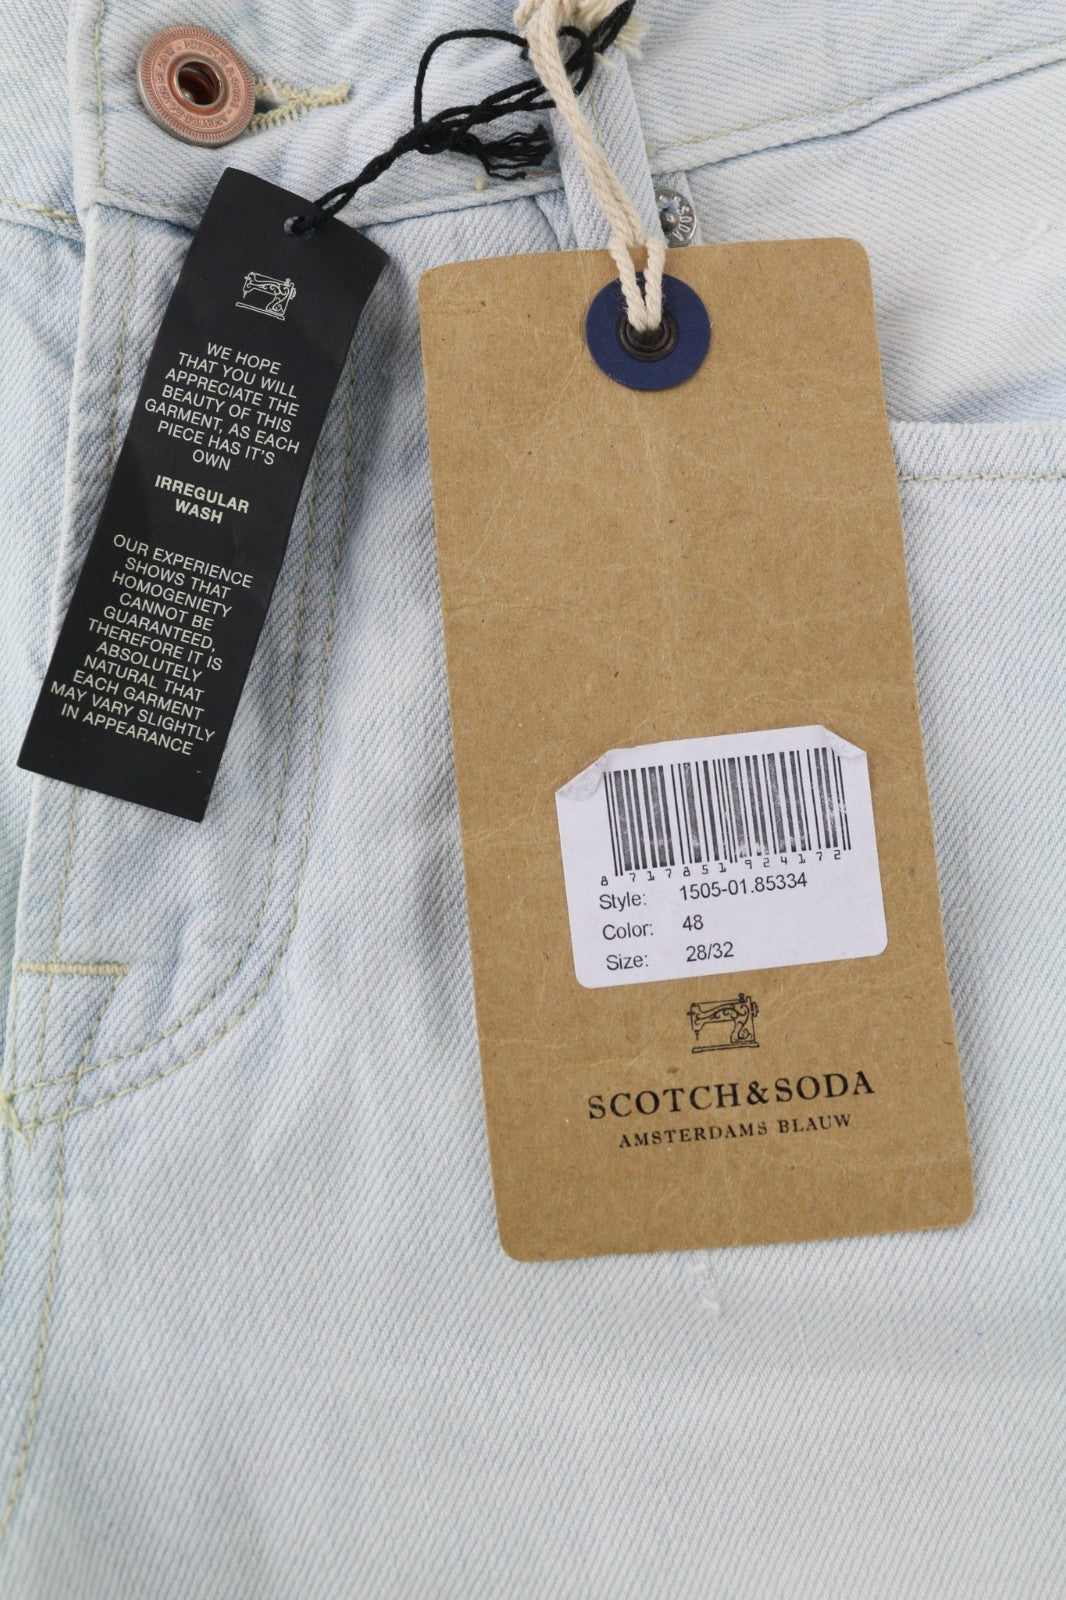 WE HOPE
THAT YOU WILL
APPRECIATE THE
BEAUTY OF THIS
GARMENT, AS EACH
PIECE HAS IT'S
OWN
IRREGULAR
WASH
OUR EXPERIENCE
SHOWS THAT
HOMOGENIETY
CANNOT BE
GUARANTEED,
THEREFORE IT IS
ABSOLUTELY
NATURAL THAT
EACH GARMENT
MAY VARY SLIGHTLY
IN APPEARANCE
SODA
8 717851 924172
Style: 1505-01.85334
Color: 48
Size: 28/32
SCOTCH&SODA
AMSTERDAMS BLAUW